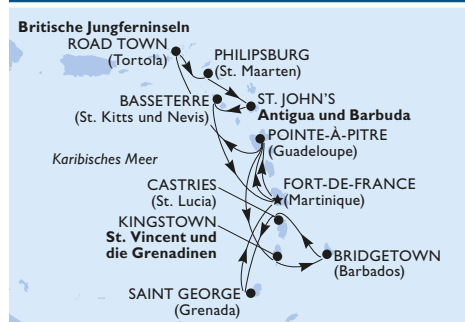 Britische Jungferninseln
ROAD TOWN
(Tortola)
PHILIPSBURG
(St. Maarten)
BASSETERRE
(St. Kitts und Nevis)
ST. JOHN'S
Antigua und Barbuda
POINTE-À-PITRE
(Guadeloupe)
Karibisches Meer
CASTRIES
(St. Lucia)
FORT-DE-FRANCE
(Martinique)
KINGSTOWN
St. Vincent und
die Grenadinen
BRIDGETOWN
(Barbados)
SAINT GEORGE
(Grenada)